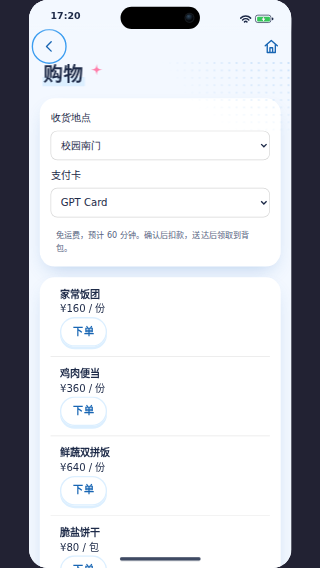 17:20
购物
收货地点
校园南门
支付卡
GPT Card
免运费，预计 60 分钟。确认后扣款，送达后领取到背
包。
家常饭团
¥160 / 份
下单
鸡肉便当
¥360 / 份
下单
鲜蔬双拼饭
¥640 / 份
下单
脆盐饼干
¥80 / 包
下单